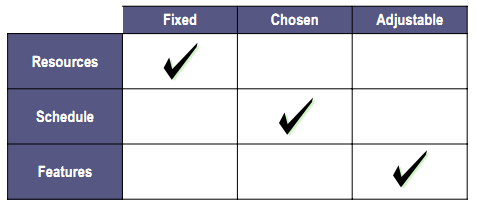 Fixed Chosen Adjustable
Resources
Schedule
Features